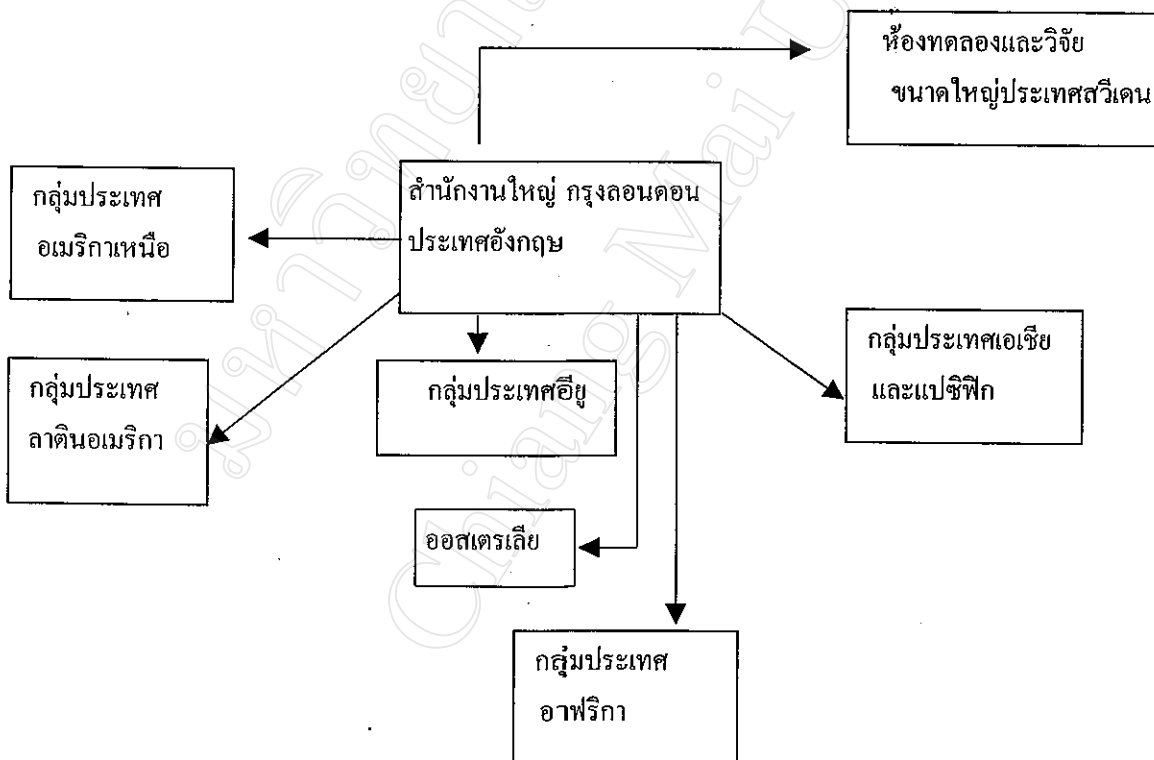 ห้องทดลองและวิจัย
ขนาดใหญ่ประเทศสวีเดน
กลุ่มประเทศ
อเมริกาเหนือ
สำนักงานใหญ่ กรุงลอนดอน
ประเทศอังกฤษ
กลุ่มประเทศเอเชีย
และแปซิฟิก
กลุ่มประเทศ
ลาตินอเมริกา
กลุ่มประเทศอียู
ออสเตรเลีย
กลุ่มประเทศ
อาฟริกา
Chiang Mai U